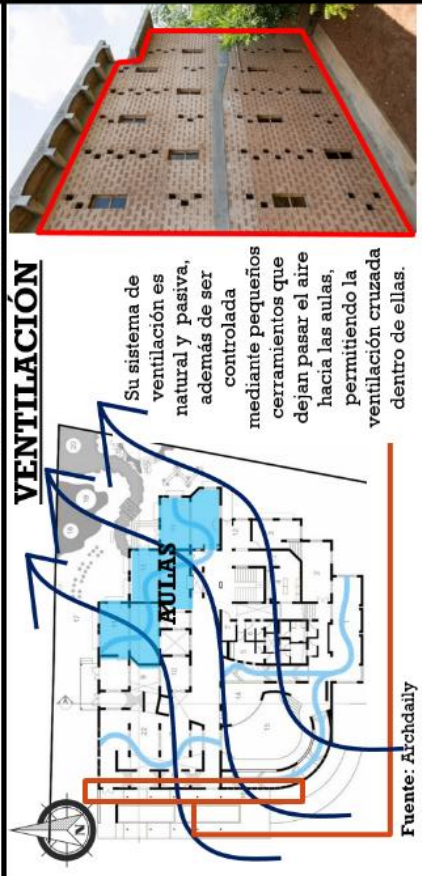 VENTILACIÓN
Su sistema de
ventilación es
natural y pasiva,
además de ser
controlada
mediante pequeños
cerramientos que
dejan pasar el aire
hacia las aulas,
permitiendo la
ventilación cruzada
dentro de ellas.
AULAS
N
Fuente: Archdaily